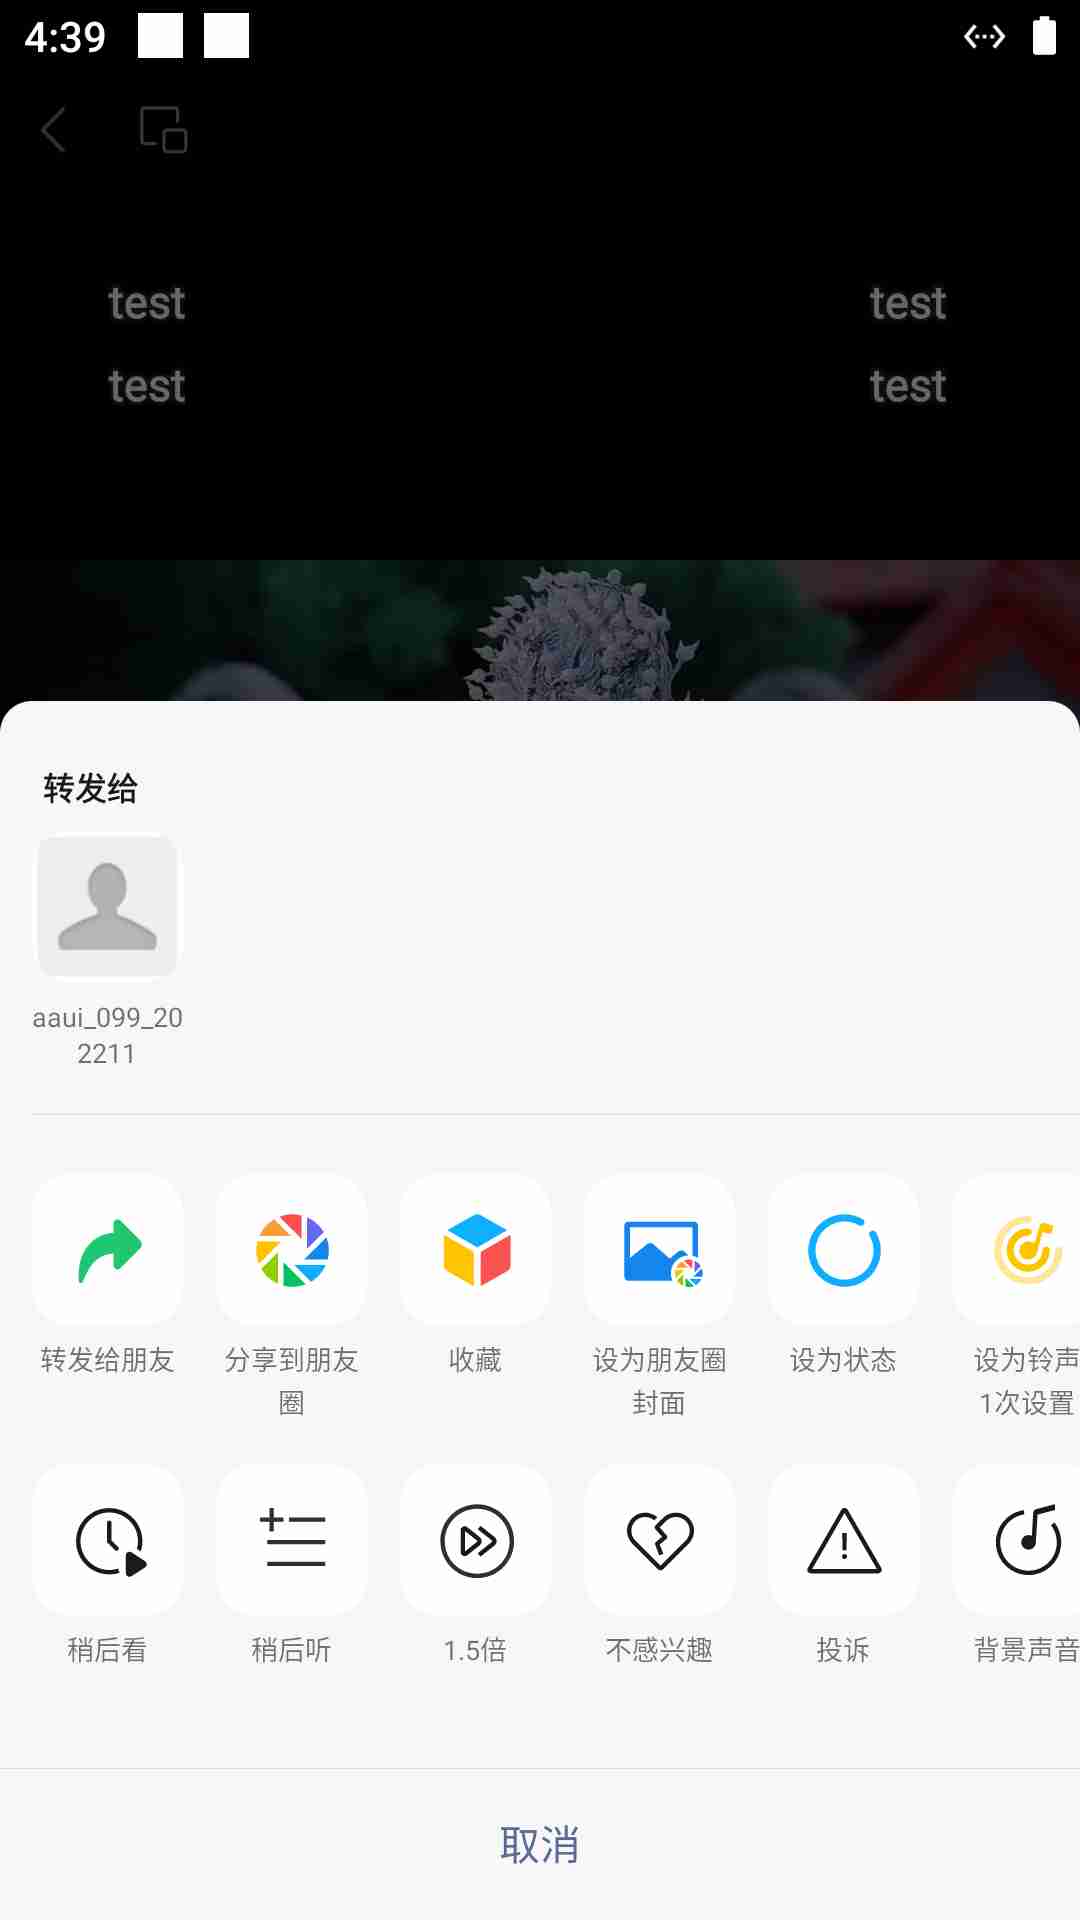 4:39
test test
test test
转发给
aaui_099_20
2211
转发给朋友 分享到朋友 收藏 设为朋友圈 设为状态 设为铃声
圈 封面 1次设置
稍后看 稍后听 1.5倍 不感兴趣 投诉 背景声音
取消